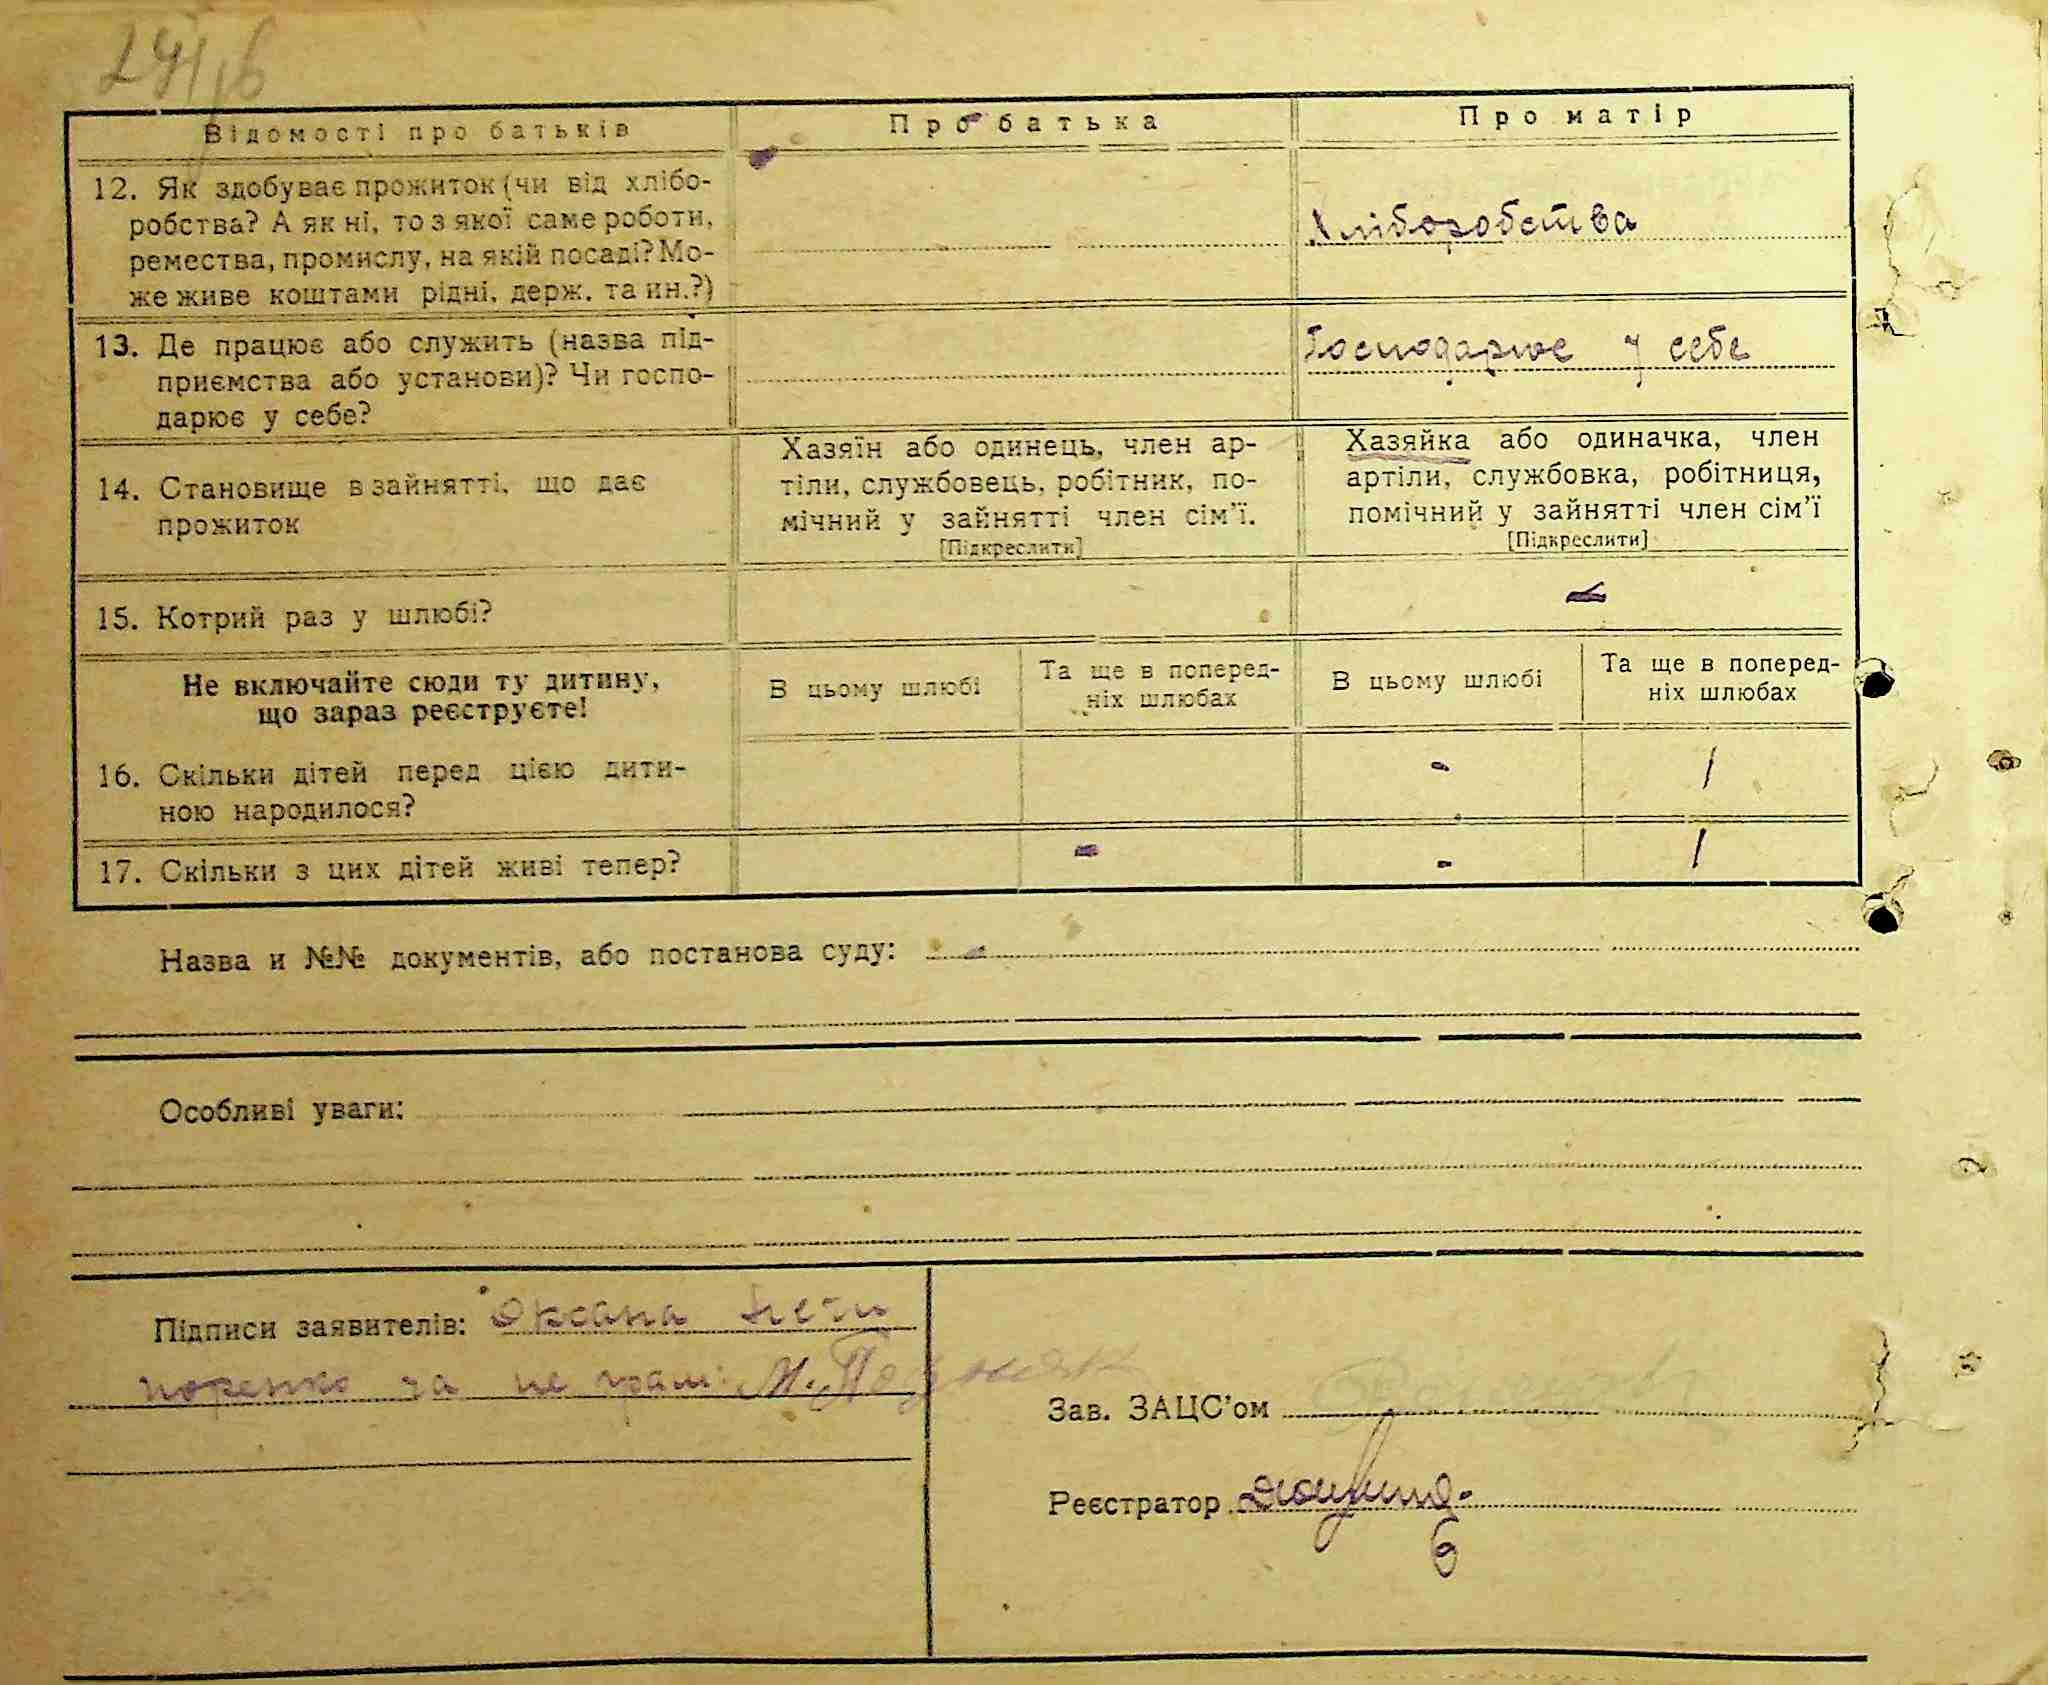 Відомості про батьків
Про батька
Про матір
12. Як здобуває прожиток (чи від хлібо-
робства? А як ні, то з якої саме роботи,
ремества, промислу, на якій посаді? Мо-
же живе коштами рідні, держ. та ин.?)
Хліборобства
13. Де працює або служить (назва під-
приємства або установи)? Чи госпо-
дарює у себе?
Господарює у себе
14. Становище в зайнятті, що дає
прожиток
Хазяїн або одинець, член ар-
тіли, службовець, робітник, по-
мічний у зайнятті член сім'ї.
[Підкреслити]
Хазяйка або одиначка, член
артіли, службовка, робітниця,
помічний у зайнятті член сім'ї
[Підкреслити]
15. Котрий раз у шлюбі?
-
Не включайте сюди ту дитину,
що зараз реєструєте!
В цьому шлюбі
Та ще в поперед-
ніх шлюбах
В цьому шлюбі
Та ще в поперед-
ніх шлюбах
16. Скільки дітей перед цією дити-
ною народилося?
- 1
17. Скільки з цих дітей живі тепер?
- - 1
Назва и №№ документів, або постанова суду: -
Особливі уваги:
Підписи заявителів: Оксана Нечи
поренко за не грам:
Зав. ЗАЦС'ом
Реєстратор